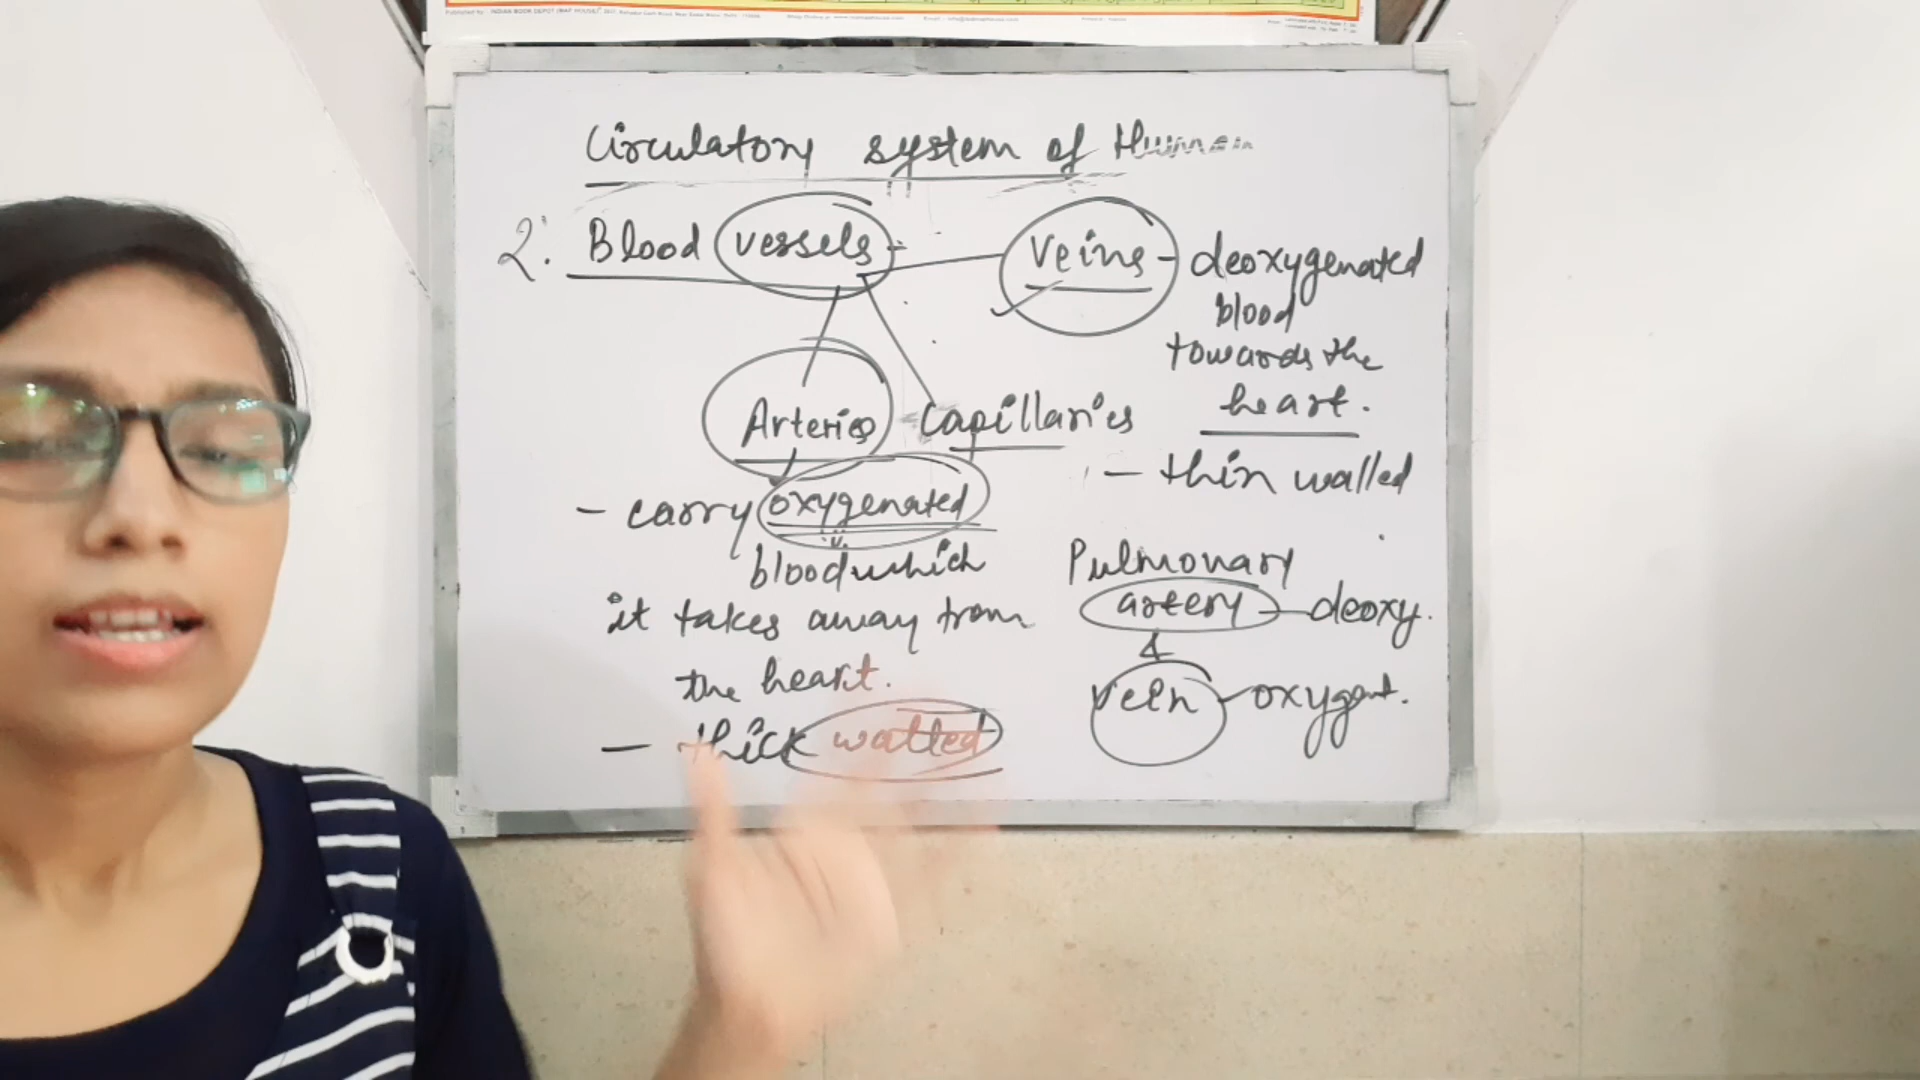 Circulatory system of Human
2. Blood vessels -
Veins - deoxygenated
blood
towards the
heart.
- thin walled
Arteries
Capillaries
- carry oxygenated
blood which
it takes away from
the heart.
- thick walled
Pulmonary
artery - deoxy.
&
vein - oxygent.